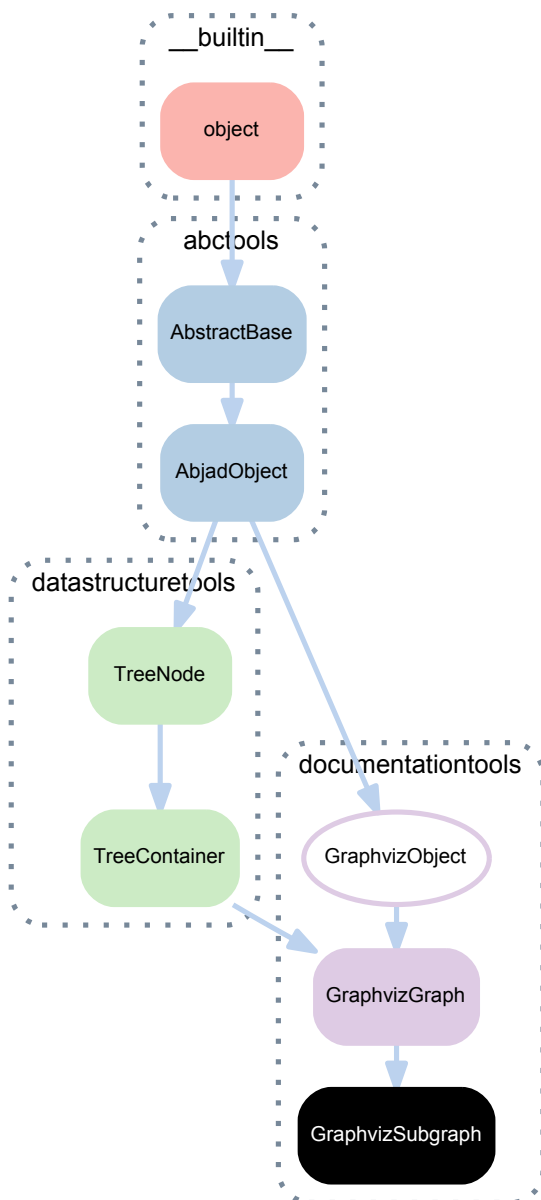 __builtin__
object
abctools
AbstractBase
AbjadObject
datastructuretools
TreeNode
documentationtools
TreeContainer
GraphvizObject
GraphvizGraph
GraphvizSubgraph